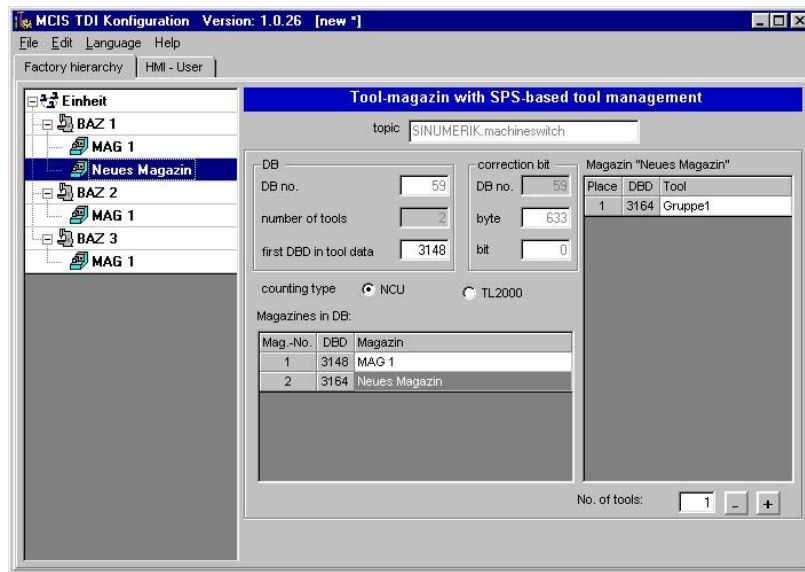 MCIS TDI Konfiguration Version: 1.0.26 [new *]
File Edit Language Help
Factory hierarchy HMI - User
Einheit
BAZ 1
MAG 1
Neues Magazin
BAZ 2
MAG 1
BAZ 3
MAG 1
Tool-magazin with SPS-based tool management
topic SINUMERIK.machineswitch
DB
DB no. 59
number of tools 2
first DBD in tool data 3148
correction bit
DB no. 59
byte 633
bit 0
counting type NCU TL2000
Magazines in DB:
Mag.-No. DBD Magazin
1 3148 MAG 1
2 3164 Neues Magazin
Magazin "Neues Magazin"
Place DBD Tool
1 3164 Gruppe1
No. of tools: 1 - +